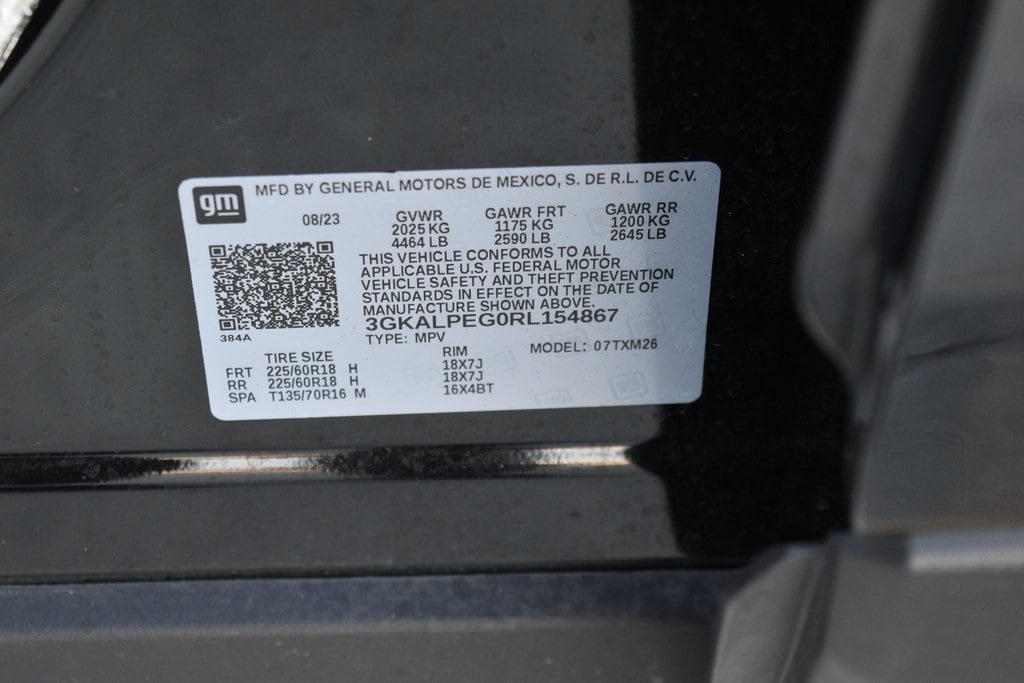 gm
MFD BY GENERAL MOTORS DE MEXICO, S. DE R.L. DE C.V.
08/23 GVWR GAWR FRT GAWR RR
2025 KG 1175 KG 1200 KG
4464 LB 2590 LB 2645 LB
THIS VEHICLE CONFORMS TO ALL
APPLICABLE U.S. FEDERAL MOTOR
VEHICLE SAFETY AND THEFT PREVENTION
STANDARDS IN EFFECT ON THE DATE OF
MANUFACTURE SHOWN ABOVE.
3GKALPEG0RL154867
384A
TYPE: MPV MODEL: 07TXM26
TIRE SIZE RIM
FRT 225/60R18 H 18X7J
RR 225/60R18 H 18X7J
SPA T135/70R16 M 16X4BT